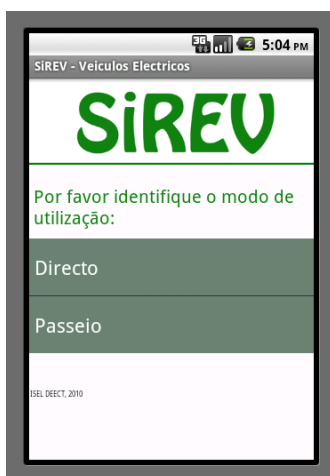 3G 5:04 PM
SiREV - Veiculos Electricos
SiREV
Por favor identifique o modo de
utilização:
Directo
Passeio
ISEL DEECT, 2010